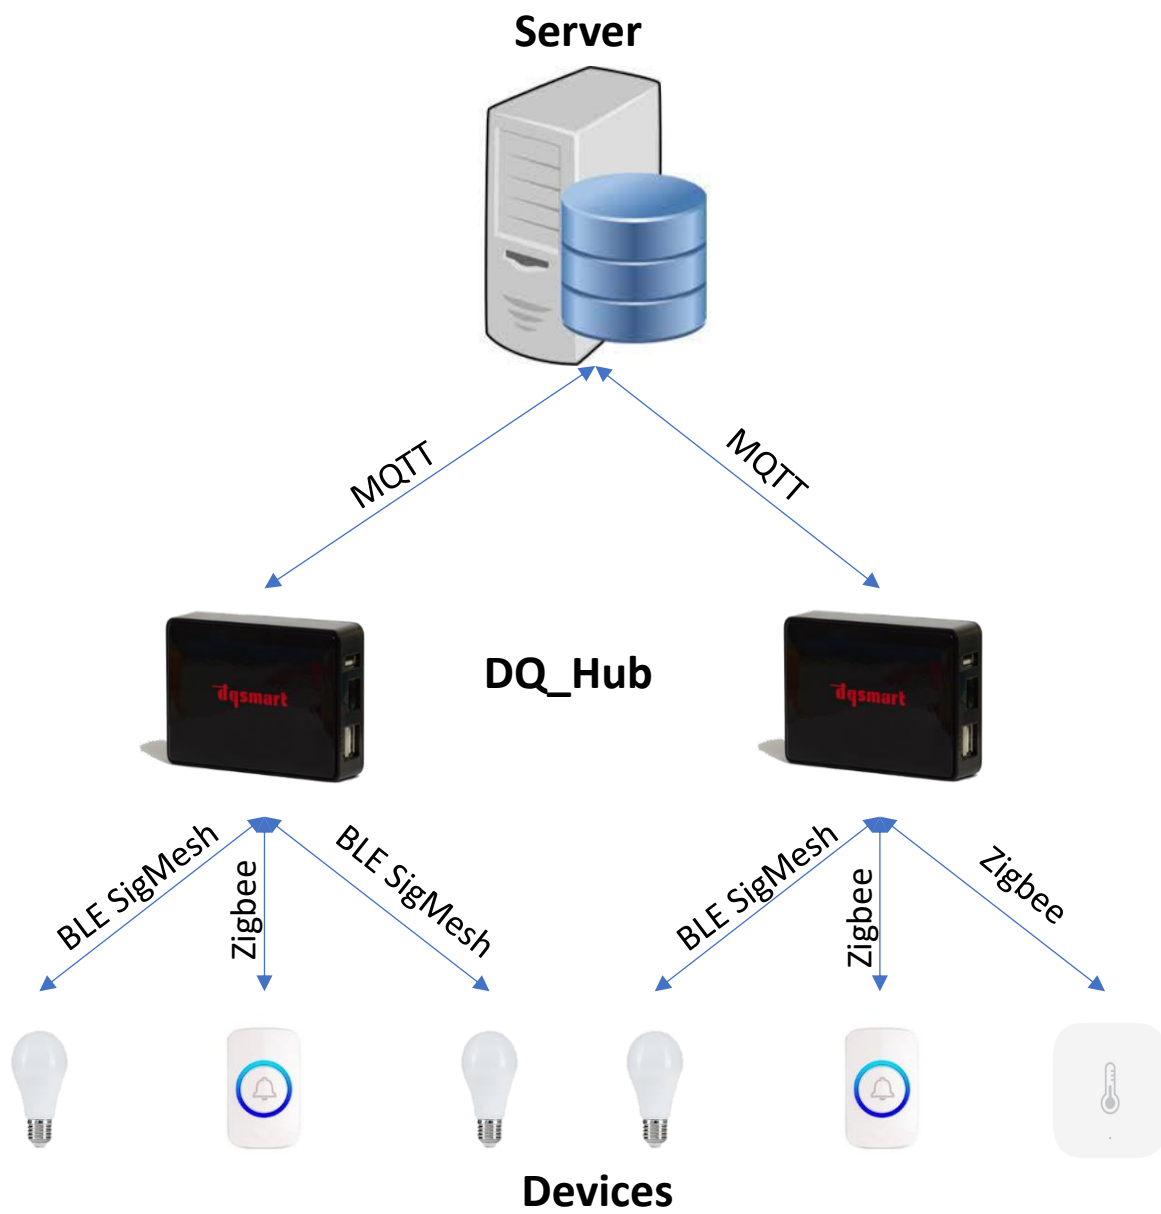 Server
MQTT
MQTT
dqsmart
DQ_Hub
dqsmart
BLE SigMesh
Zigbee
BLE SigMesh
BLE SigMesh
Zigbee
Zigbee
Devices